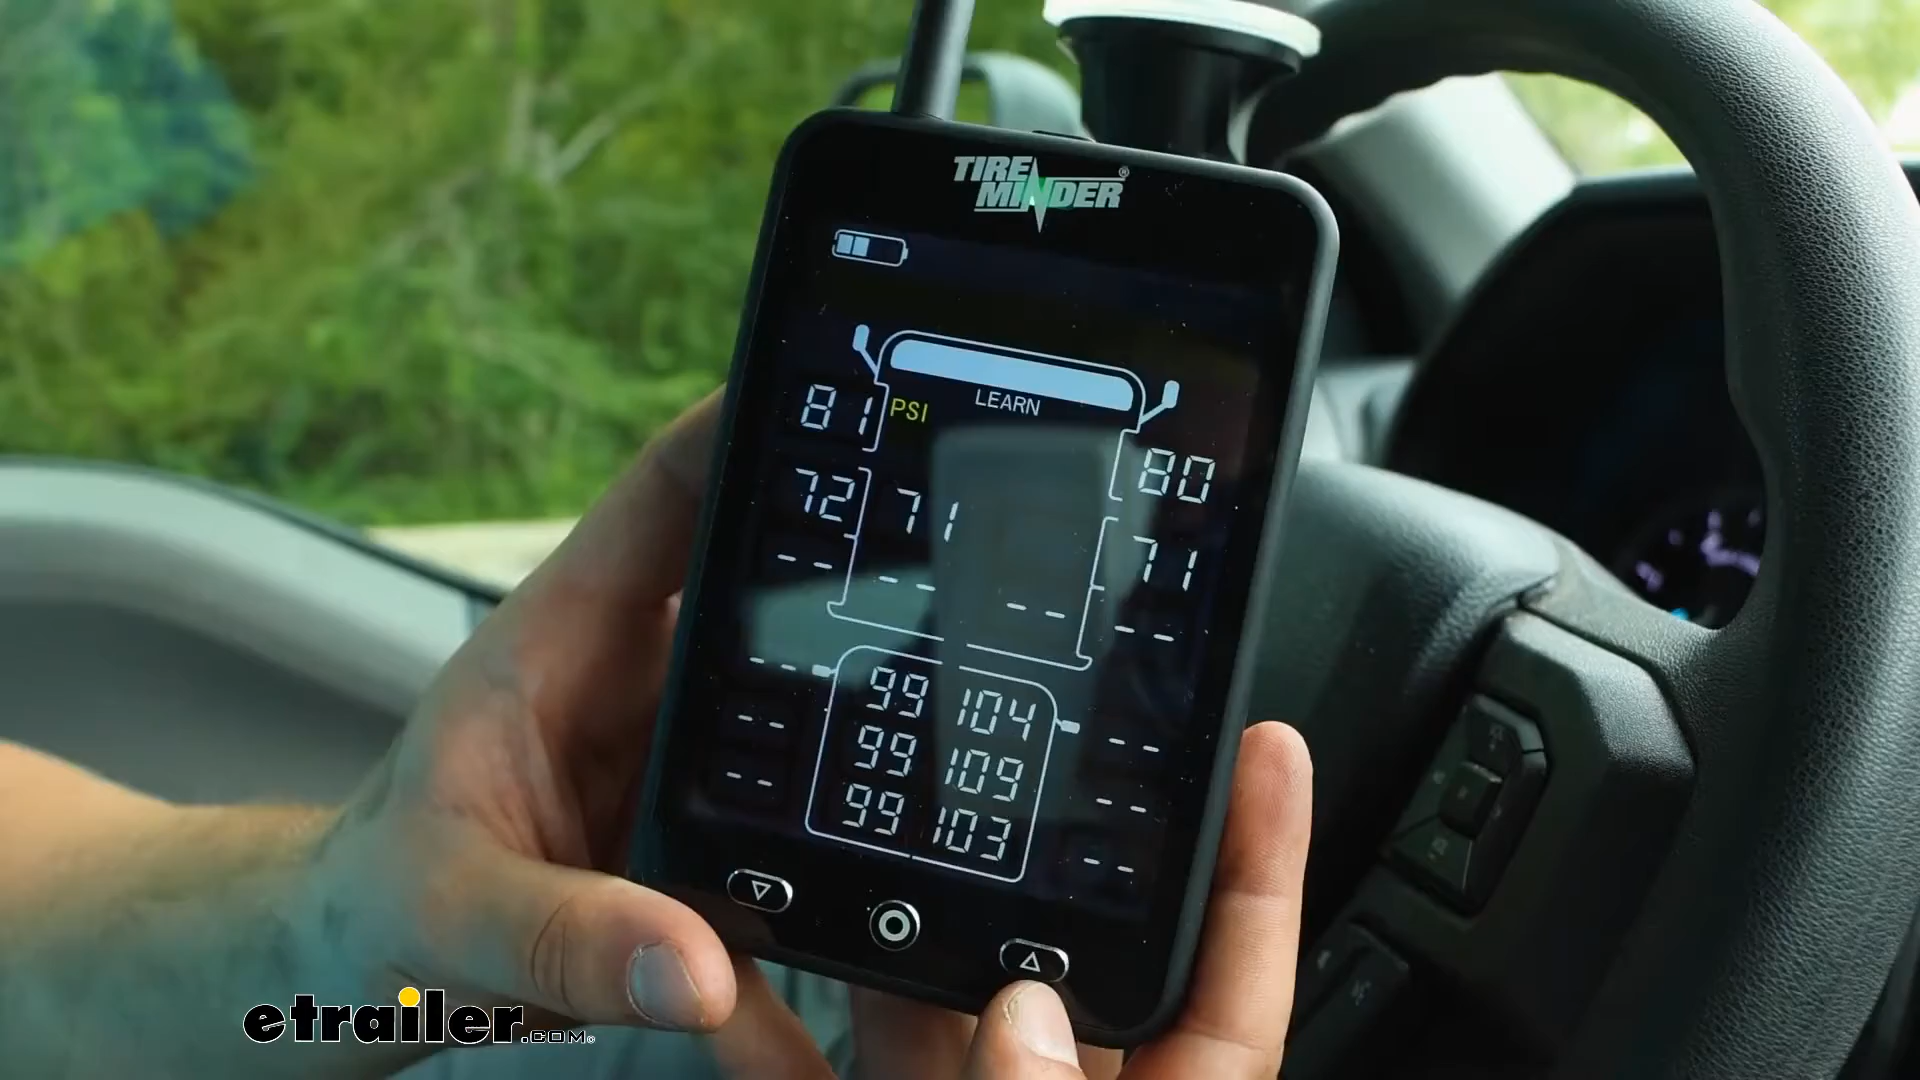 TIRE
MINDER®
LEARN
81 PSI
80
72 71
71
-- --
-- --
--
99 104
-- 99 109 --
-- 99 103 --
--
etrailer.com